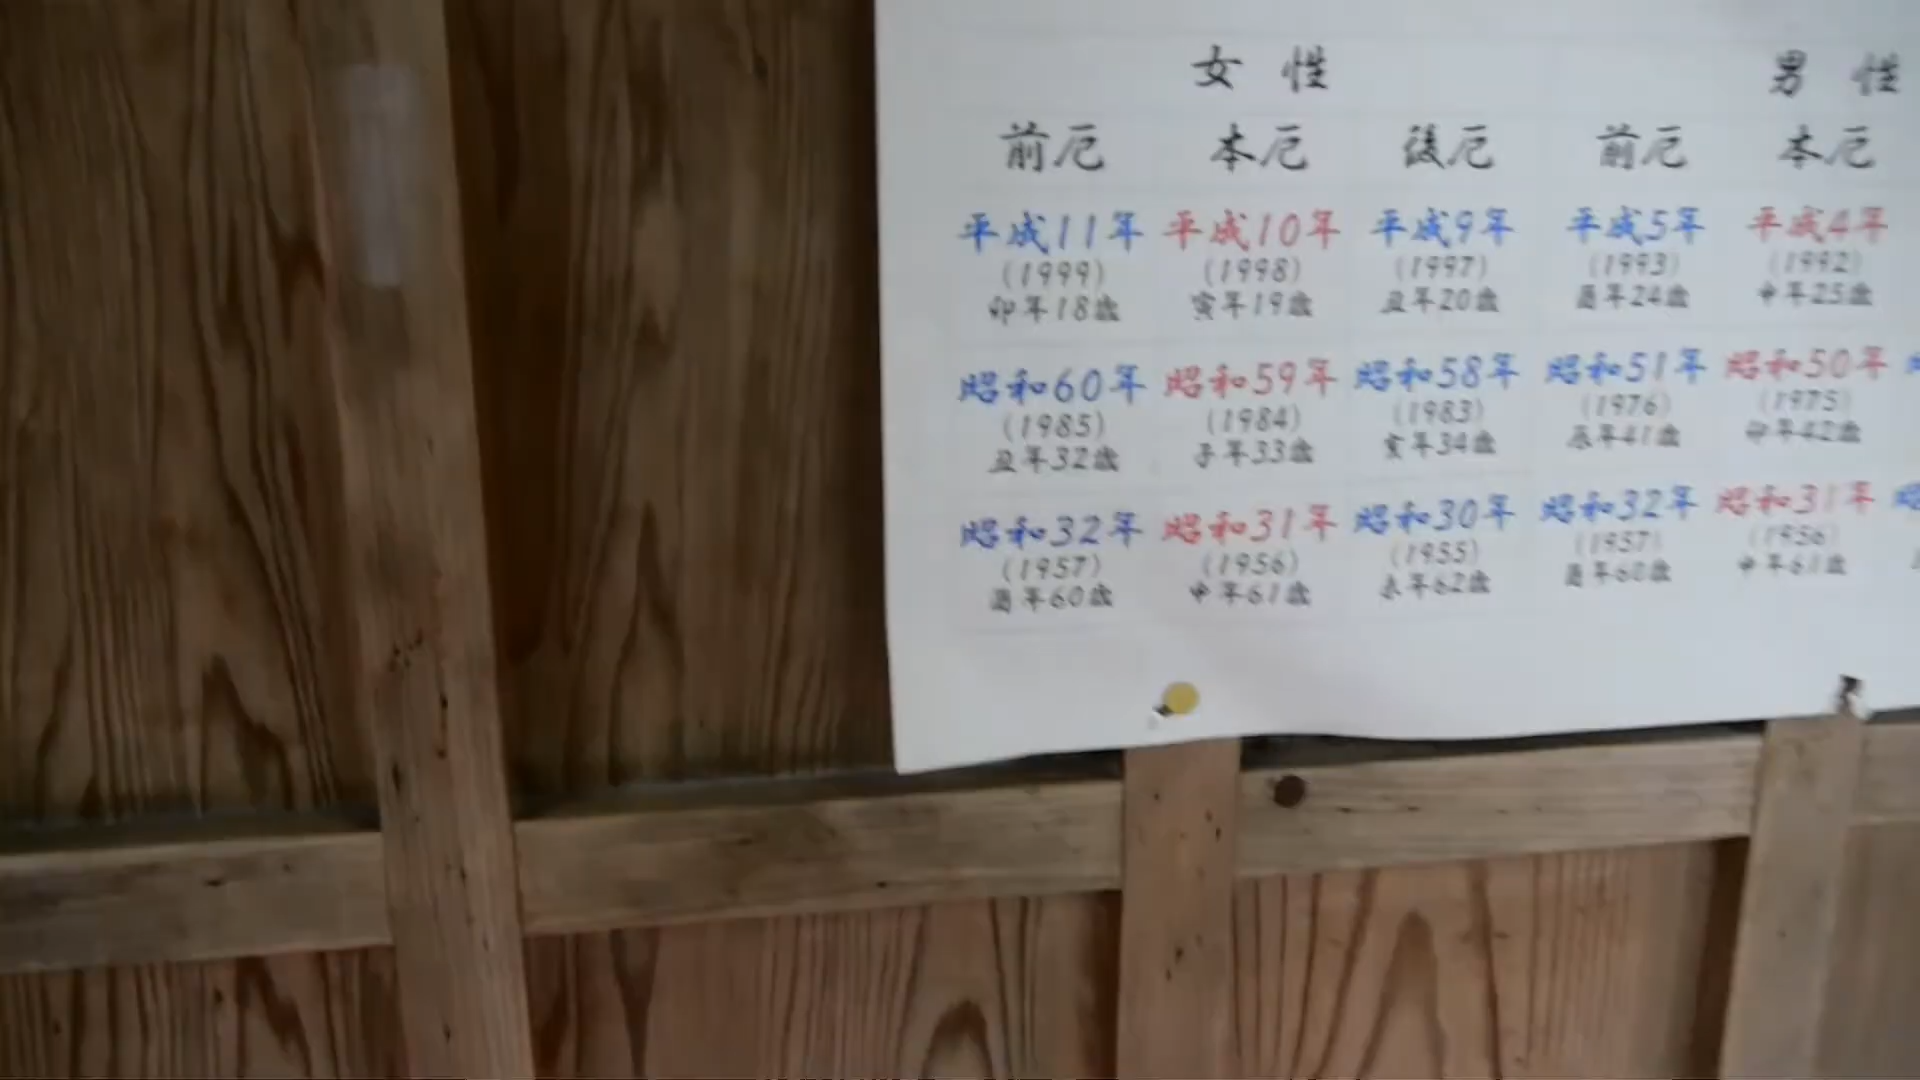 女性 男性
前厄 本厄 後厄 前厄 本厄
平成11年 平成10年 平成9年 平成5年 平成4年
(1999) (1998) (1997) (1993) (1992)
卯年18歳 寅年19歳 丑年20歳 酉年24歳 申年25歳
昭和60年 昭和59年 昭和58年 昭和51年 昭和50年
(1985) (1984) (1983) (1976) (1975)
丑年32歳 子年33歳 亥年34歳 辰年41歳 卯年42歳
昭和32年 昭和31年 昭和30年 昭和32年 昭和31年
(1957) (1956) (1955) (1957) (1956)
酉年60歳 申年61歳 未年62歳 酉年60歳 申年61歳